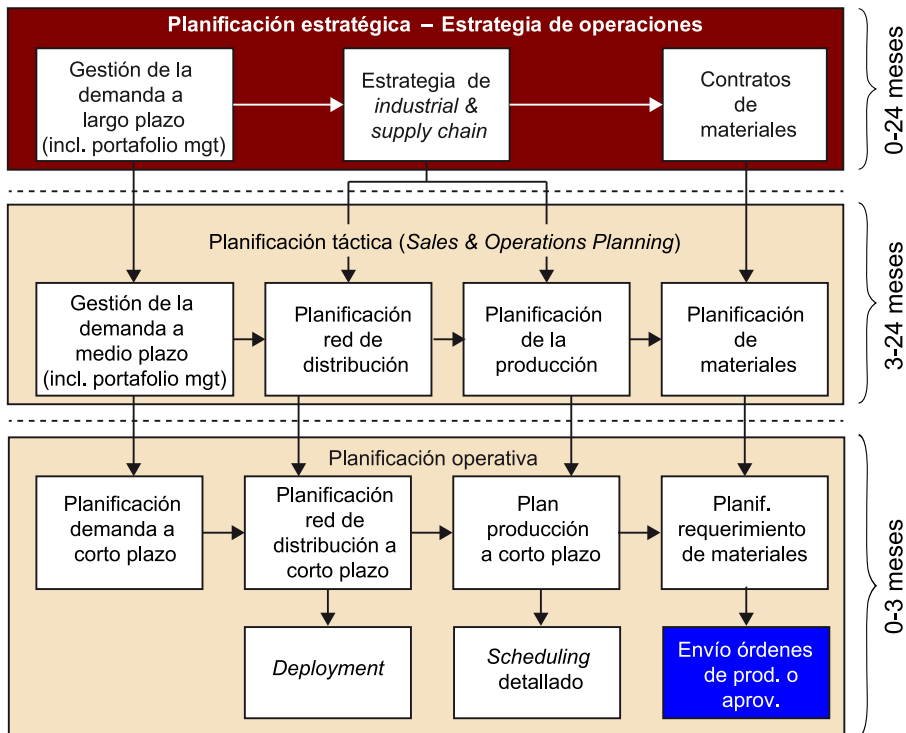 Planificación estratégica – Estrategia de operaciones
Gestión de la
demanda a
largo plazo
(incl. portafolio mgt)
Estrategia de
industrial &
supply chain
Contratos
de
materiales
0-24 meses
Planificación táctica (Sales & Operations Planning)
Gestión de la
demanda a
medio plazo
(incl. portafolio mgt)
Planificación
red de
distribución
Planificación
de la
producción
Planificación
de
materiales
3-24 meses
Planificación operativa
Planificación
demanda a
corto plazo
Planificación
red de
distribución a
corto plazo
Plan
producción
a corto plazo
Planif.
requerimiento
de materiales
Deployment
Scheduling
detallado
Envío órdenes
de prod. o
aprov.
0-3 meses